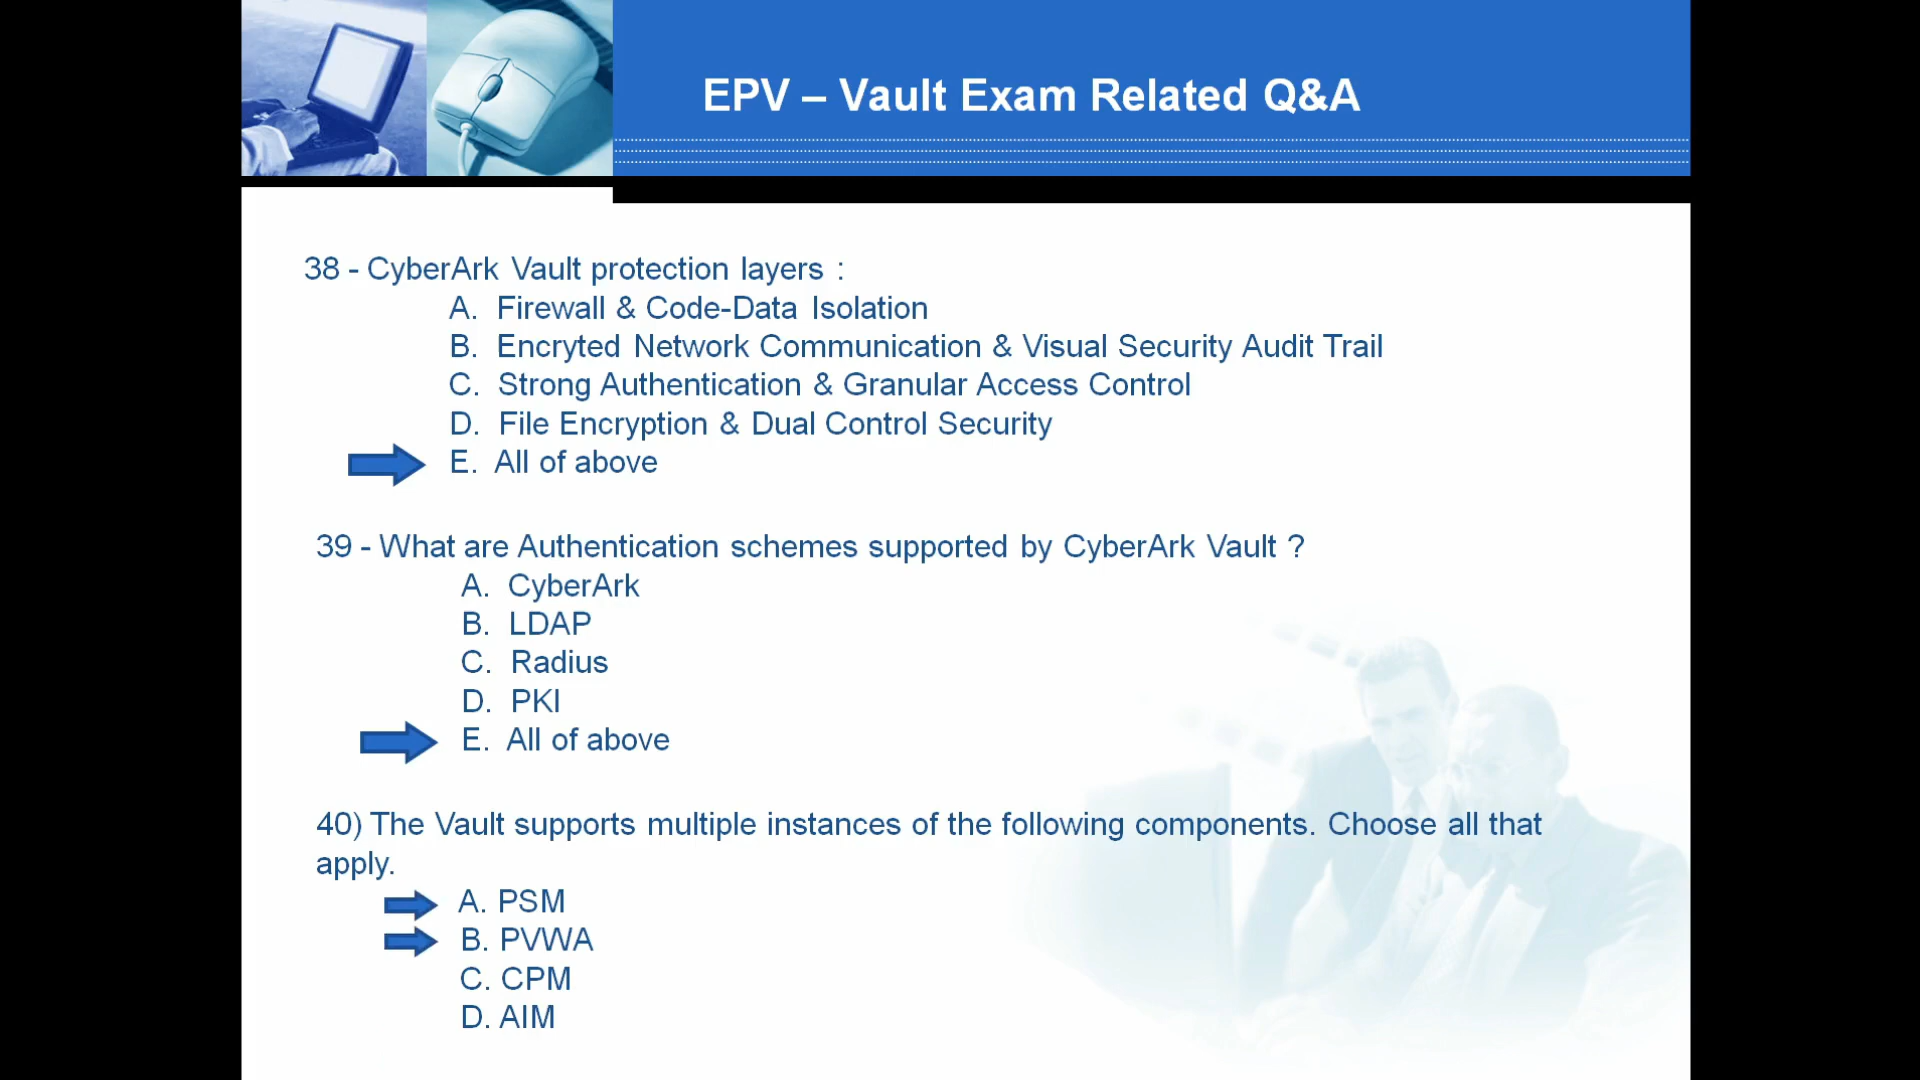 EPV – Vault Exam Related Q&A
38 - CyberArk Vault protection layers :
A. Firewall & Code-Data Isolation
B. Encryted Network Communication & Visual Security Audit Trail
C. Strong Authentication & Granular Access Control
D. File Encryption & Dual Control Security
E. All of above
39 - What are Authentication schemes supported by CyberArk Vault ?
A. CyberArk
B. LDAP
C. Radius
D. PKI
E. All of above
40) The Vault supports multiple instances of the following components. Choose all that
apply.
A. PSM
B. PVWA
C. CPM
D. AIM